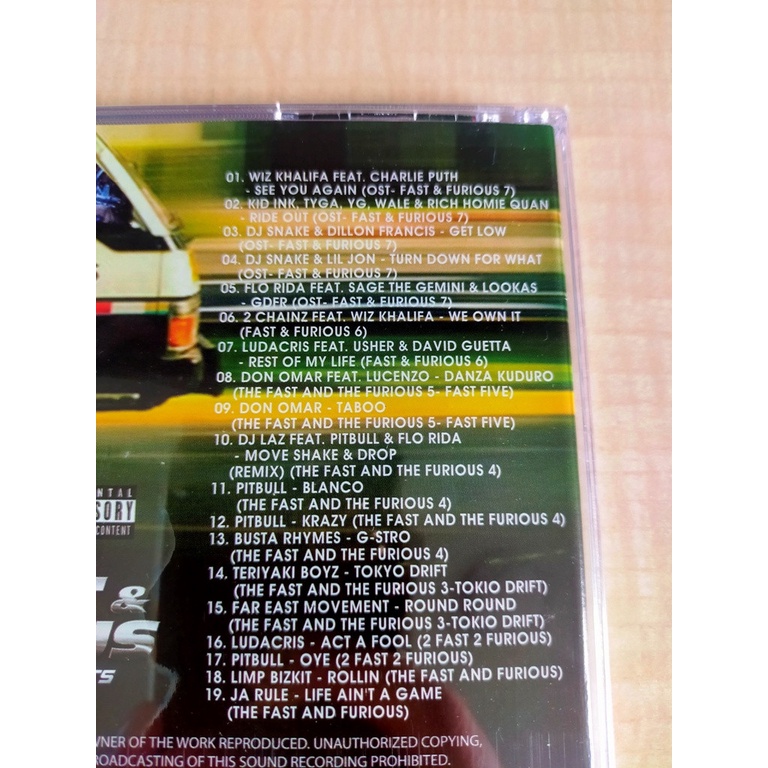 01. WIZ KHALIFA FEAT. CHARLIE PUTH
- SEE YOU AGAIN (OST- FAST & FURIOUS 7)
02. KID INK, TYGA, YG, WALE & RICH HOMIE QUAN
- RIDE OUT (OST- FAST & FURIOUS 7)
03. DJ SNAKE & DILLON FRANCIS - GET LOW
(OST- FAST & FURIOUS 7)
04. DJ SNAKE & LIL JON - TURN DOWN FOR WHAT
(OST- FAST & FURIOUS 7)
05. FLO RIDA FEAT. SAGE THE GEMINI & LOOKAS
- GDFR (OST- FAST & FURIOUS 7)
06. 2 CHAINZ FEAT. WIZ KHALIFA - WE OWN IT
(FAST & FURIOUS 6)
07. LUDACRIS FEAT. USHER & DAVID GUETTA
- REST OF MY LIFE (FAST & FURIOUS 6)
08. DON OMAR FEAT. LUCENZO - DANZA KUDURO
(THE FAST AND THE FURIOUS 5- FAST FIVE)
09. DON OMAR - TABOO
(THE FAST AND THE FURIOUS 5- FAST FIVE)
10. DJ LAZ FEAT. PITBULL & FLO RIDA
- MOVE SHAKE & DROP
(REMIX) (THE FAST AND THE FURIOUS 4)
11. PITBULL - BLANCO
(THE FAST AND THE FURIOUS 4)
12. PITBULL - KRAZY (THE FAST AND THE FURIOUS 4)
13. BUSTA RHYMES - G-STRO
(THE FAST AND THE FURIOUS 4)
14. TERIYAKI BOYZ - TOKYO DRIFT
(THE FAST AND THE FURIOUS 3-TOKIO DRIFT)
15. FAR EAST MOVEMENT - ROUND ROUND
(THE FAST AND THE FURIOUS 3-TOKIO DRIFT)
16. LUDACRIS - ACT A FOOL (2 FAST 2 FURIOUS)
17. PITBULL - OYE (2 FAST 2 FURIOUS)
18. LIMP BIZKIT - ROLLIN (THE FAST AND FURIOUS)
19. JA RULE - LIFE AIN'T A GAME
(THE FAST AND FURIOUS)
NTAL
SORY
CONTENT
&
TS
WNER OF THE WORK REPRODUCED. UNAUTHORIZED COPYING,
ROADCASTING OF THIS SOUND RECORDING PROHIBITED.